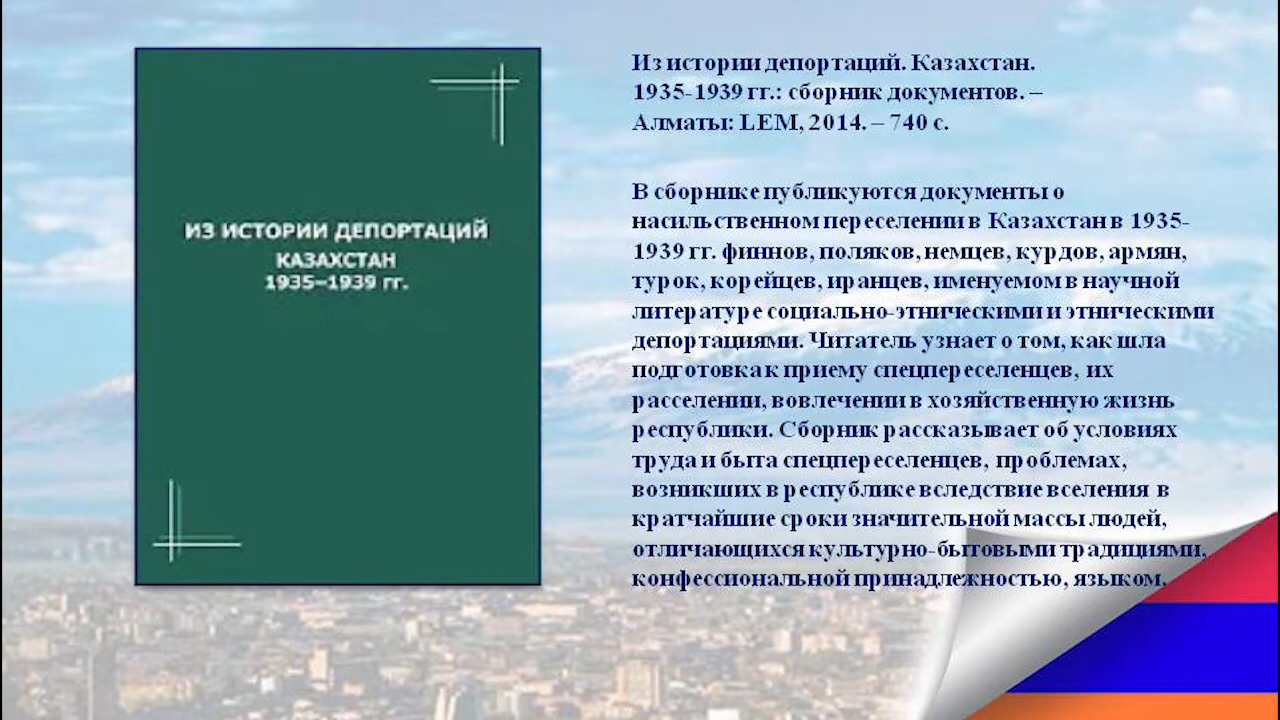 ИЗ ИСТОРИИ ДЕПОРТАЦИЙ
КАЗАХСТАН
1935–1939 гг.
Из истории депортаций. Казахстан.
1935-1939 гг.: сборник документов. –
Алматы: LEM, 2014. – 740 с.
В сборнике публикуются документы о
насильственном переселении в Казахстан в 1935-
1939 гг. финнов, поляков, немцев, курдов, армян,
турок, корейцев, иранцев, именуемом в научной
литературе социально-этническими и этническими
депортациями. Читатель узнает о том, как шла
подготовка к приему спецпереселенцев, их
расселении, вовлечении в хозяйственную жизнь
республики. Сборник рассказывает об условиях
труда и быта спецпереселенцев, проблемах,
возникших в республике вследствие вселения в
кратчайшие сроки значительной массы людей,
отличающихся культурно-бытовыми традициями,
конфессиональной принадлежностью, языком.